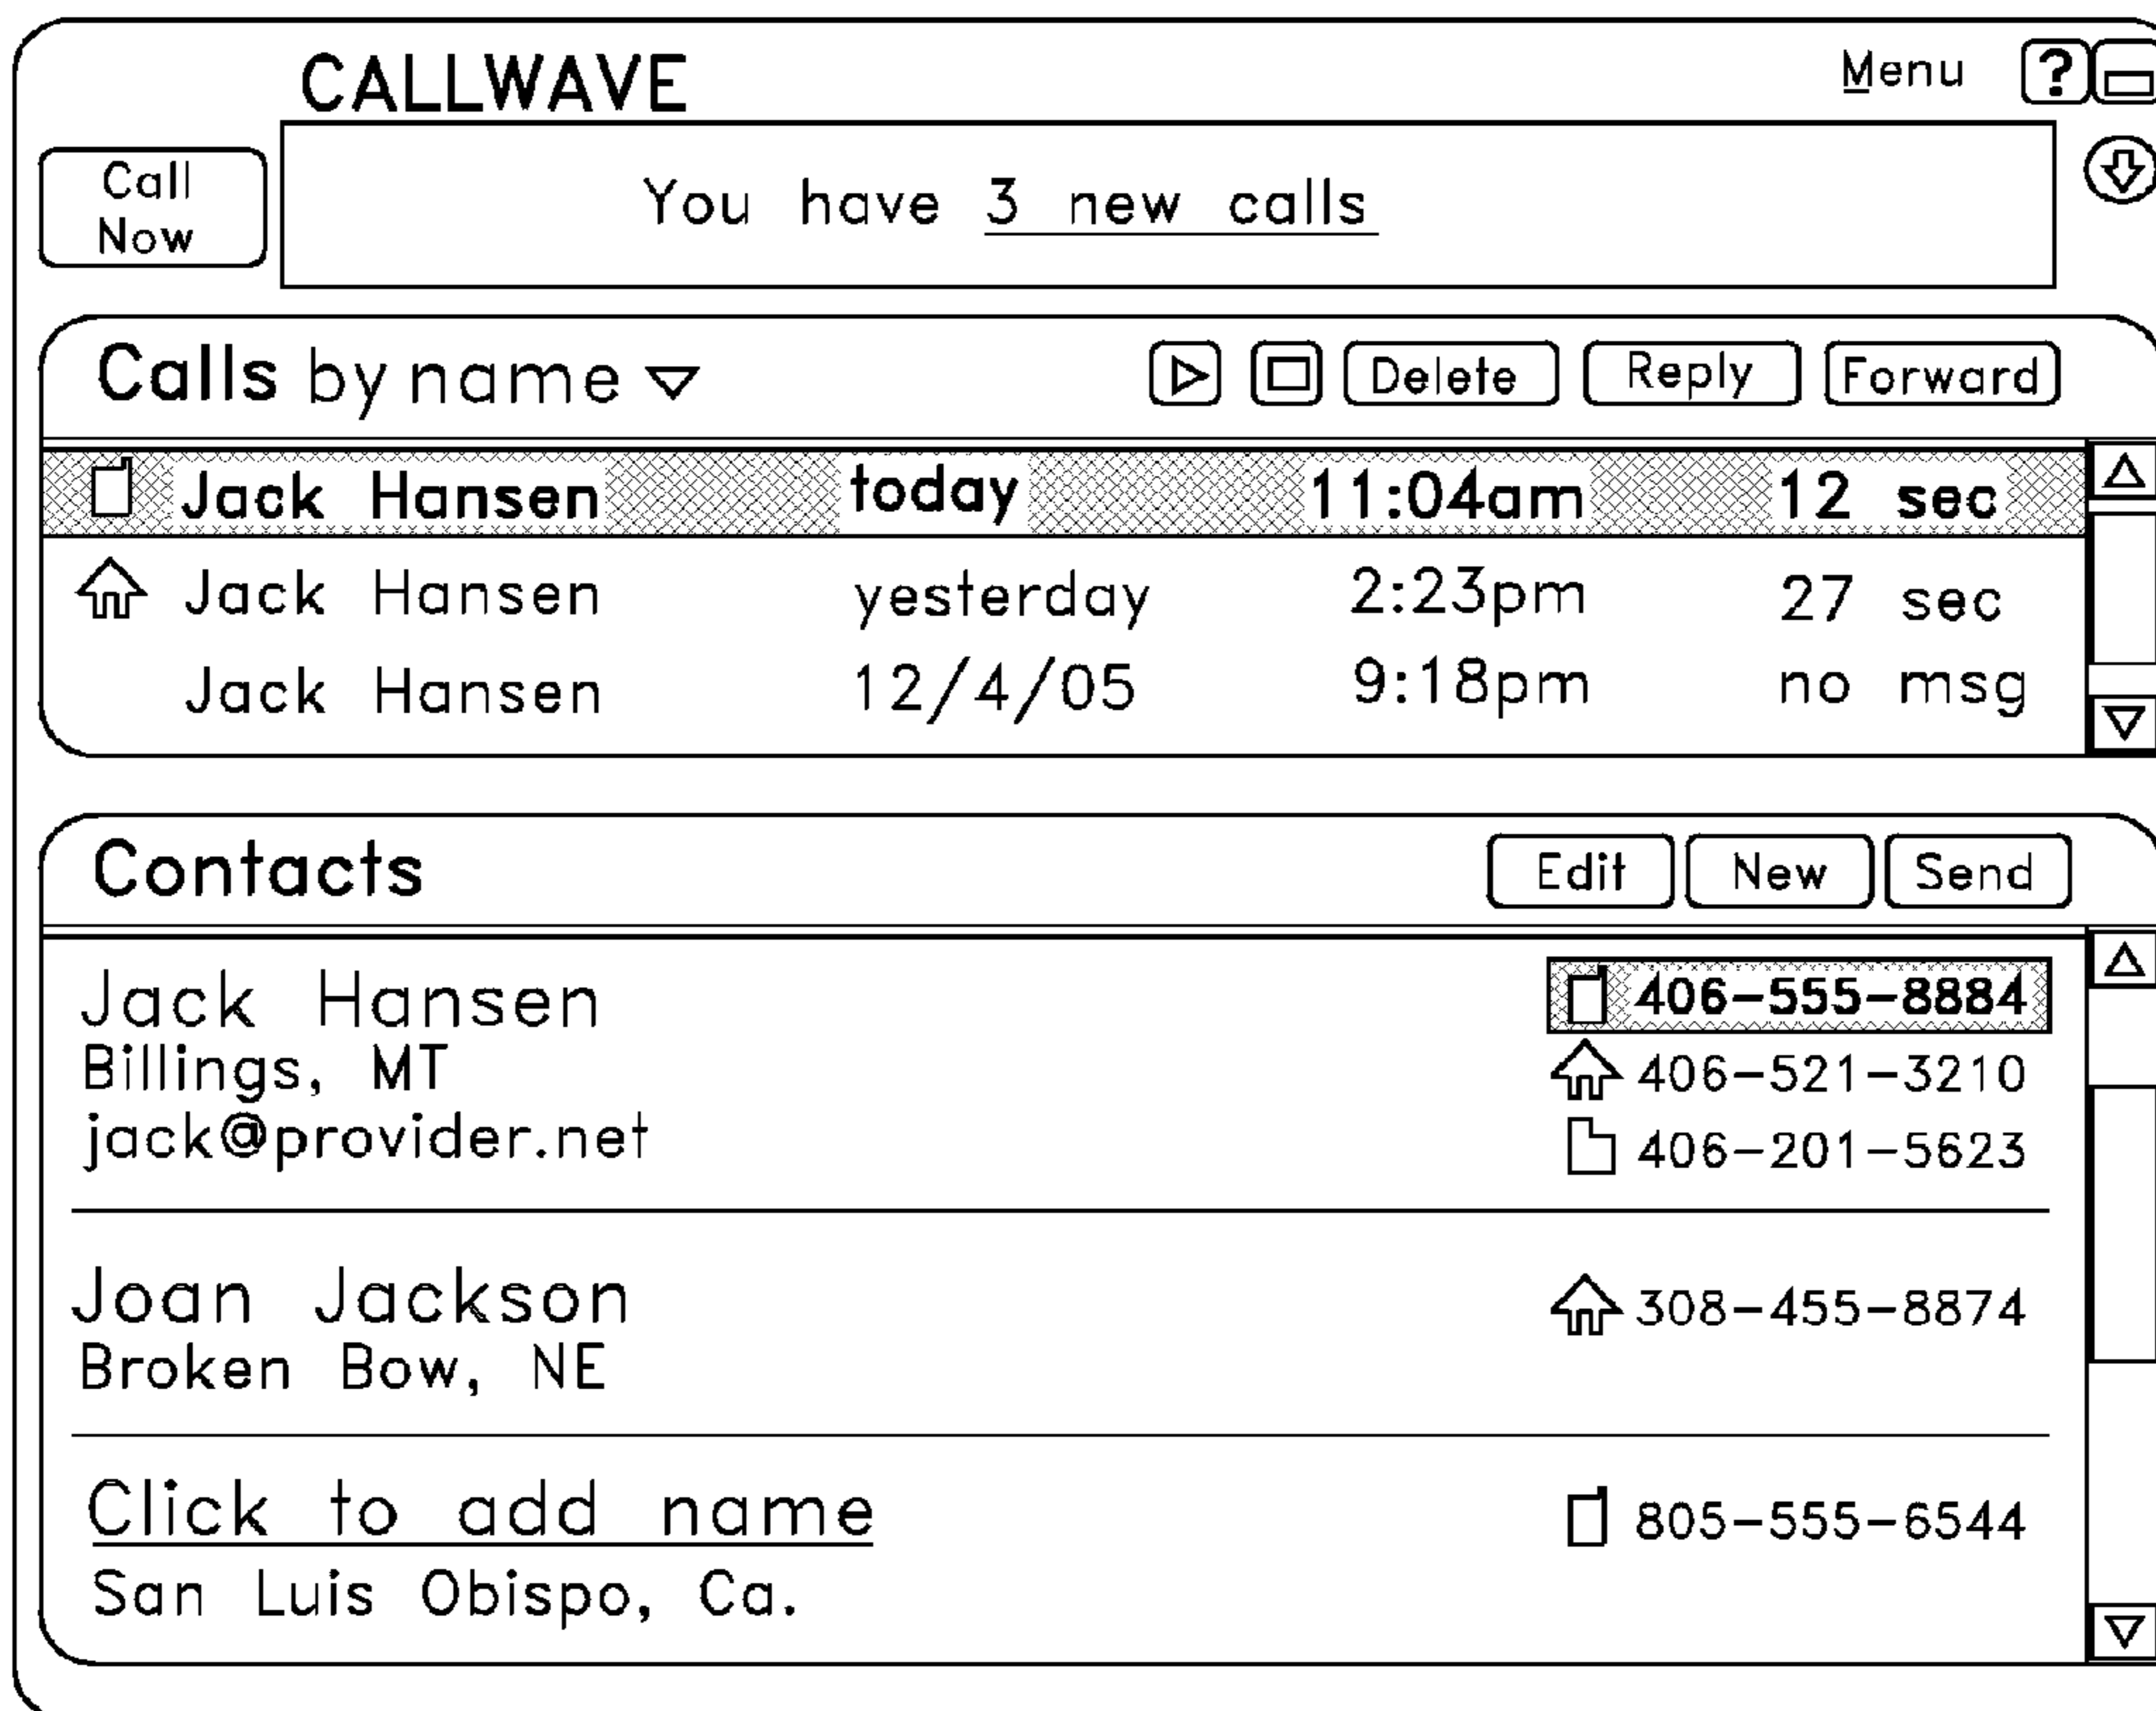 CALLWAVE
Menu ?
Call
Now
You have 3 new calls
Calls by name
Delete Reply Forward
Jack Hansen today 11:04am 12 sec
Jack Hansen yesterday 2:23pm 27 sec
Jack Hansen 12/4/05 9:18pm no msg
Contacts
Edit New Send
Jack Hansen 406-555-8884
Billings, MT 406-521-3210
jack@provider.net 406-201-5623
Joan Jackson 308-455-8874
Broken Bow, NE
Click to add name 805-555-6544
San Luis Obispo, Ca.